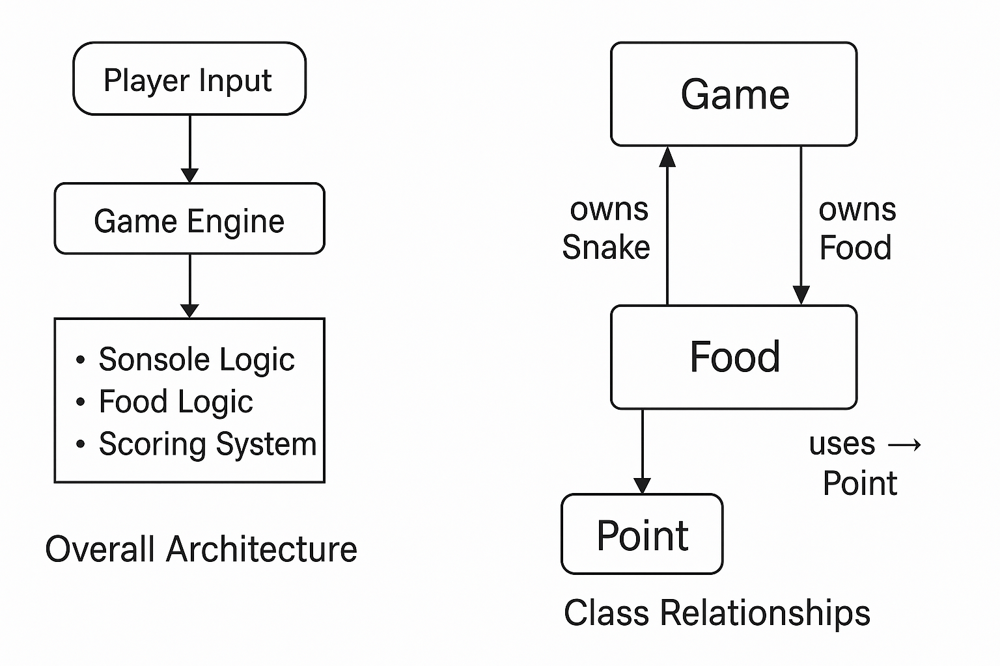 Player Input
Game Engine
• Sonsole Logic
• Food Logic
• Scoring System
Overall Architecture
Game
owns
Snake
owns
Food
Food
uses →
Point
Point
Class Relationships